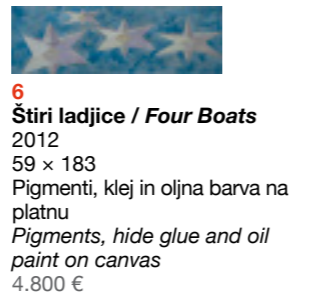 6
Štiri ladjice / Four Boats
2012
59 × 183
Pigmenti, klej in oljna barva na
platnu
Pigments, hide glue and oil
paint on canvas
4.800 €